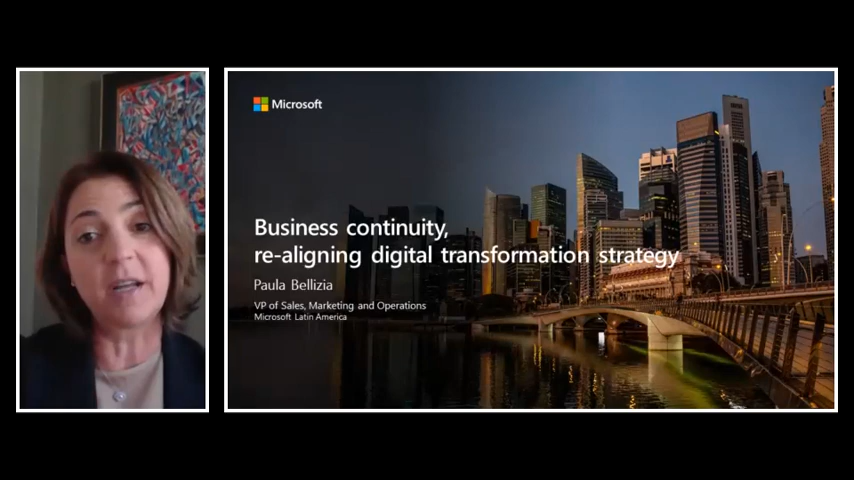 Microsoft
Business continuity,
re-aligning digital transformation strategy
Paula Bellizia
VP of Sales, Marketing and Operations
Microsoft Latin America